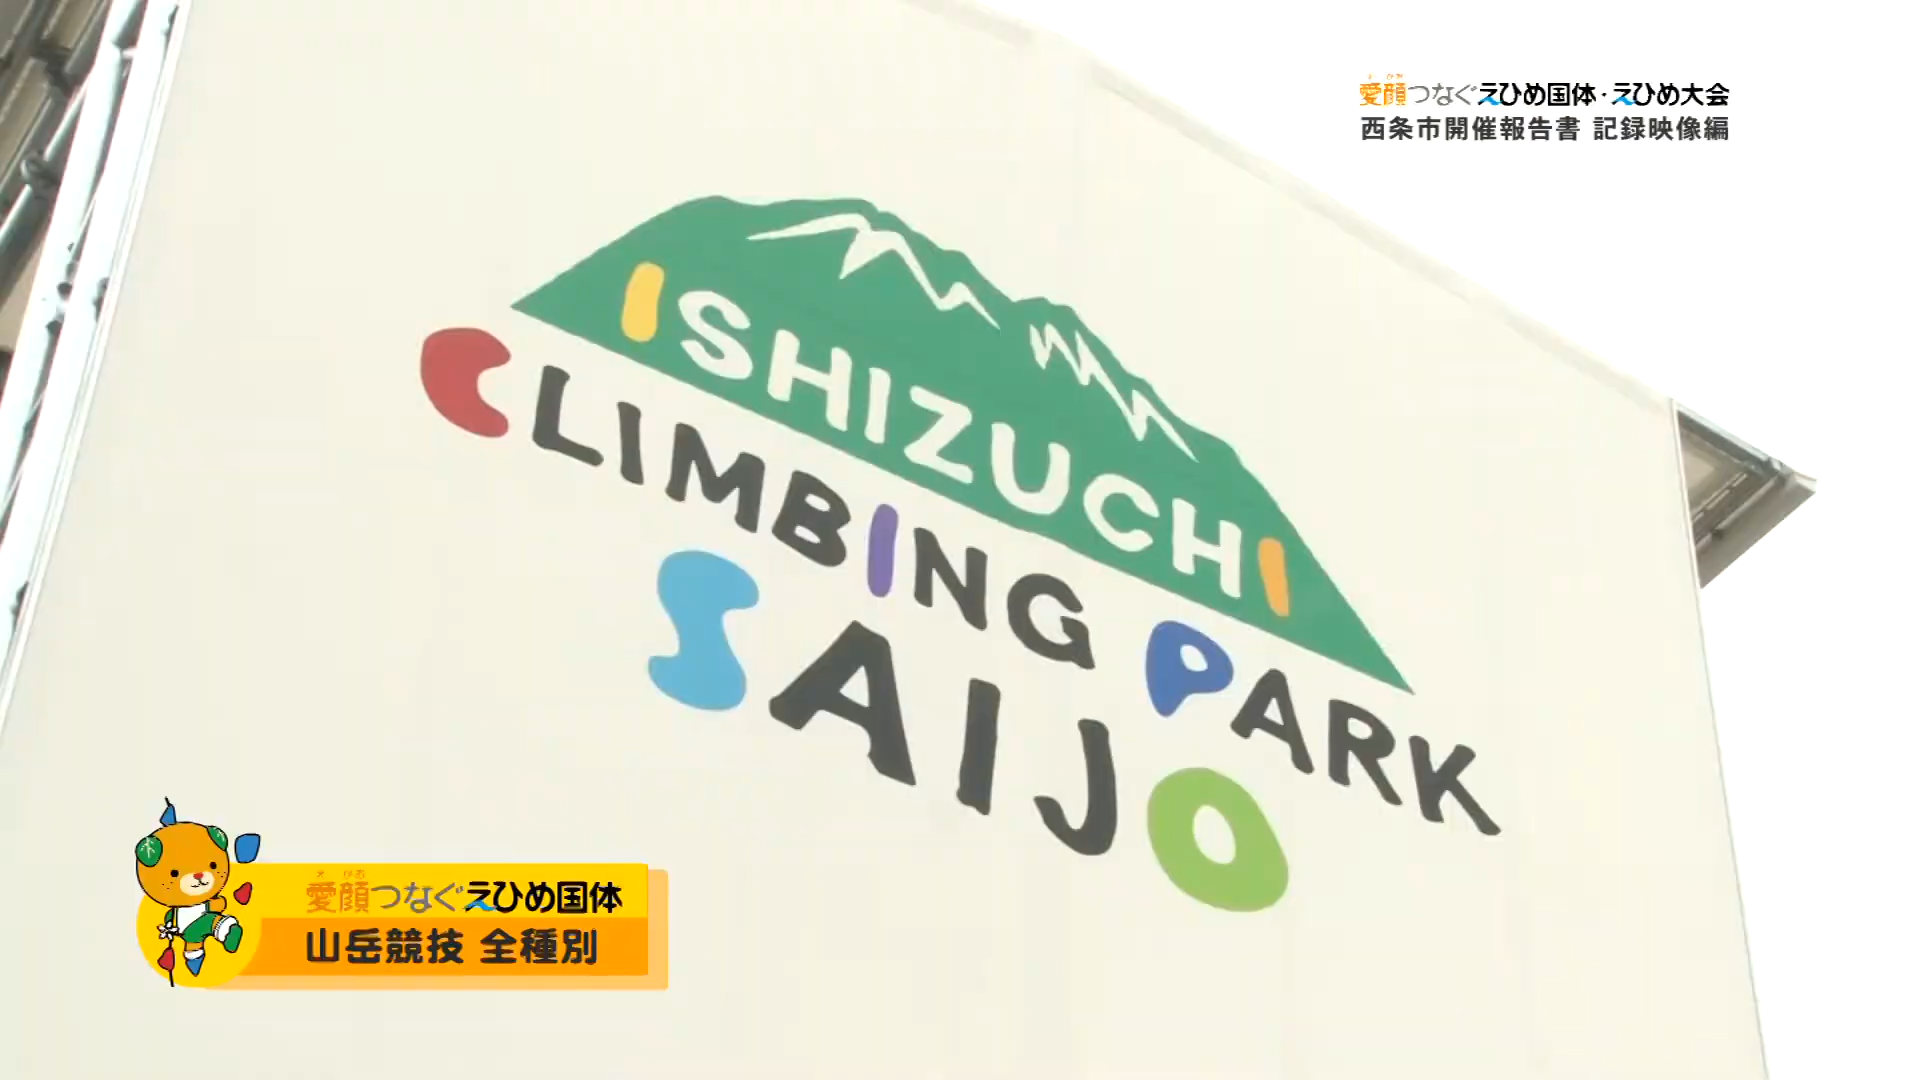 愛顔つなぐえひめ国体・えひめ大会
西条市開催報告書 記録映像編
ISHIZUCHI
CLIMBING PARK
SAIJO
愛顔つなぐえひめ国体
山岳競技 全種別